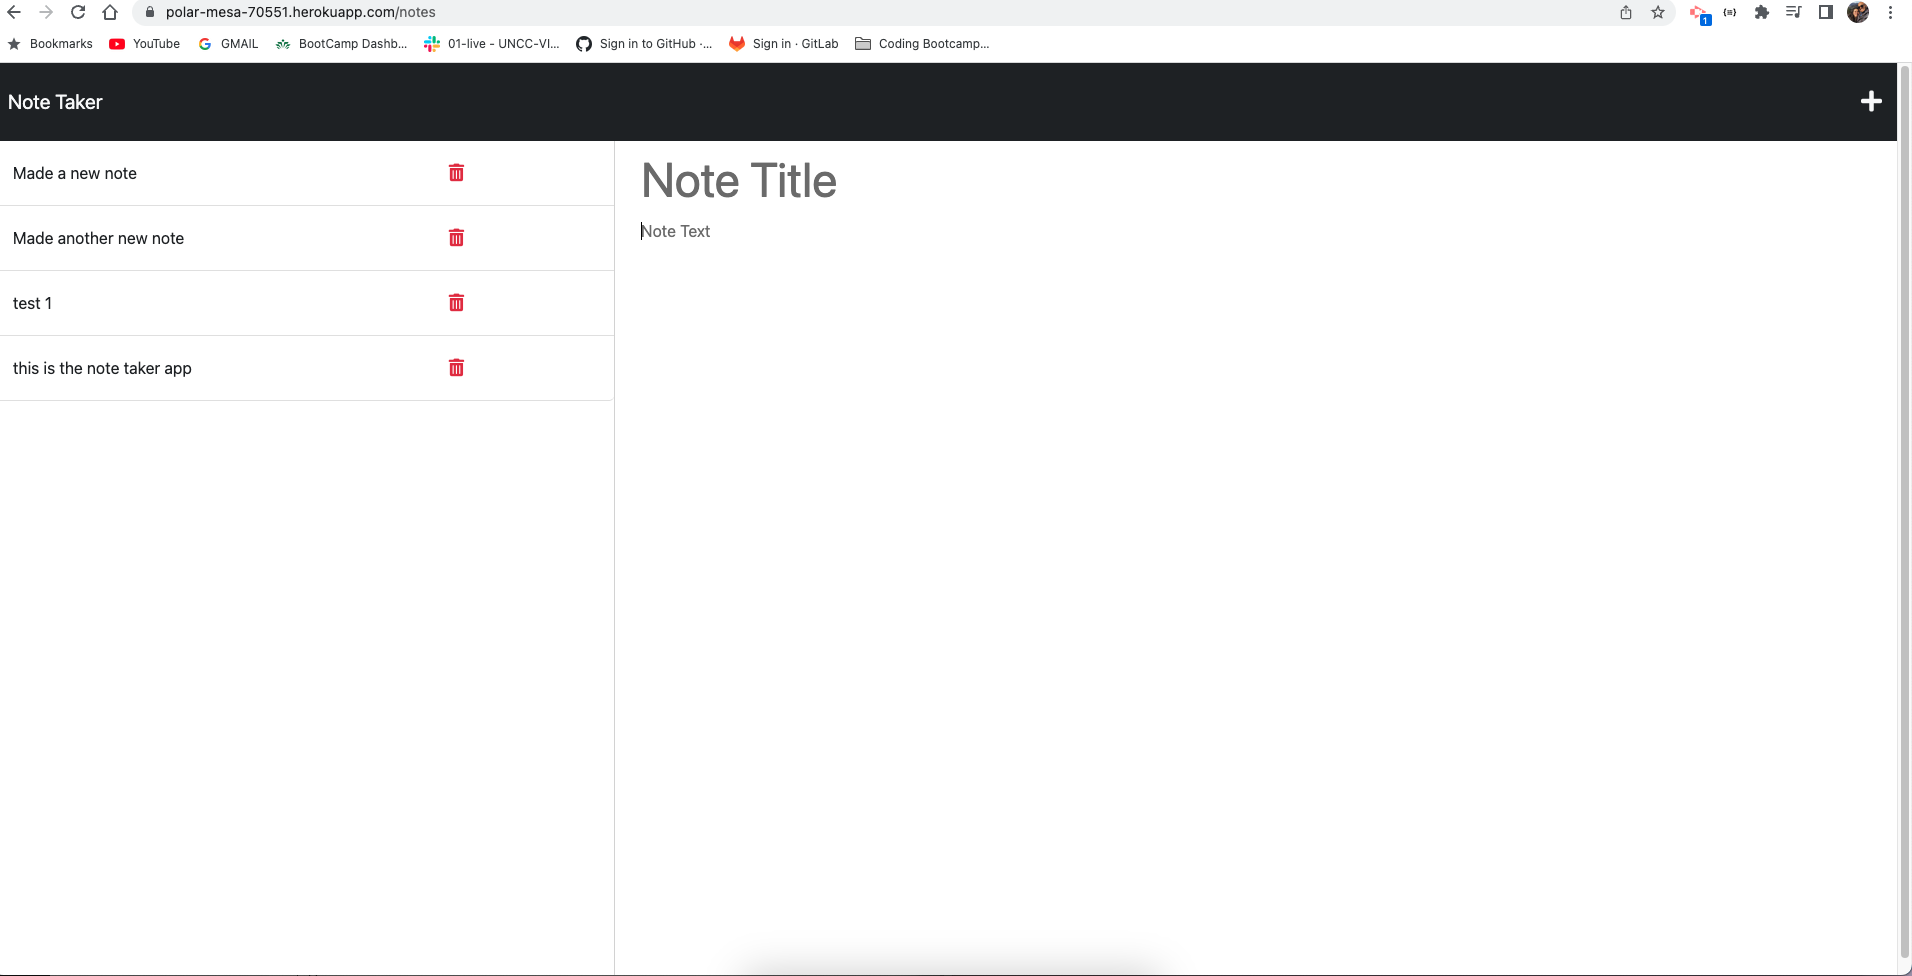 polar-mesa-70551.herokuapp.com/notes
1
Bookmarks YouTube GMAIL BootCamp Dashb... 01-live - UNCC-VI... Sign in to GitHub ·... Sign in · GitLab Coding Bootcamp...
Note Taker
Made a new note
Made another new note
test 1
this is the note taker app
Note Title
Note Text